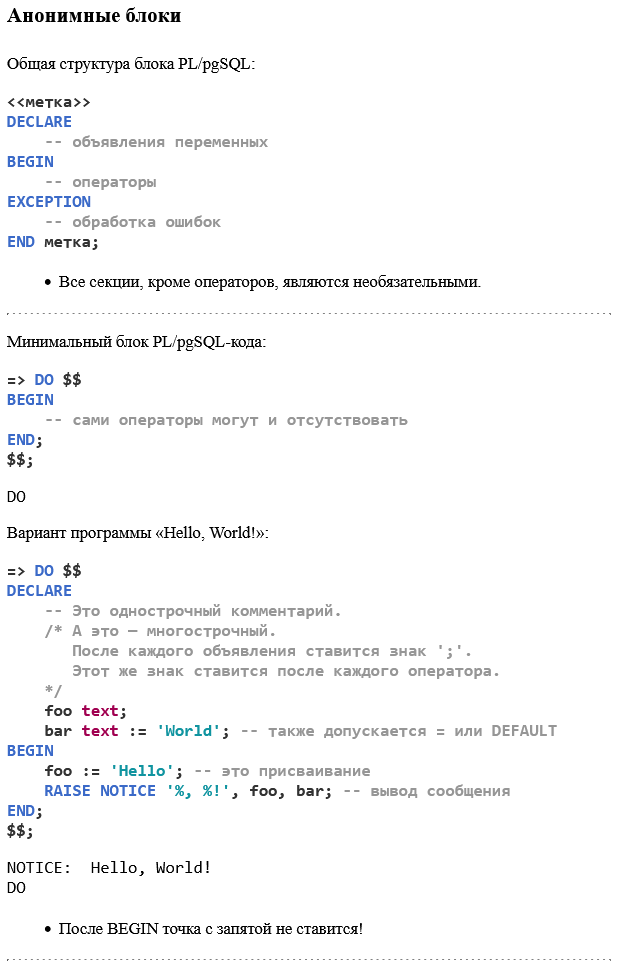 Анонимные блоки
Общая структура блока PL/pgSQL:
<<метка>>
DECLARE
    -- объявления переменных
BEGIN
    -- операторы
EXCEPTION
    -- обработка ошибок
END метка;
• Все секции, кроме операторов, являются необязательными.
Минимальный блок PL/pgSQL-кода:
=> DO $$
BEGIN
    -- сами операторы могут и отсутствовать
END;
$$;
DO
Вариант программы «Hello, World!»:
=> DO $$
DECLARE
    -- Это однострочный комментарий.
    /* А это — многострочный.
       После каждого объявления ставится знак ';'.
       Этот же знак ставится после каждого оператора.
    */
    foo text;
    bar text := 'World'; -- также допускается = или DEFAULT
BEGIN
    foo := 'Hello'; -- это присваивание
    RAISE NOTICE '%, %!', foo, bar; -- вывод сообщения
END;
$$;
NOTICE:  Hello, World!
DO
• После BEGIN точка с запятой не ставится!